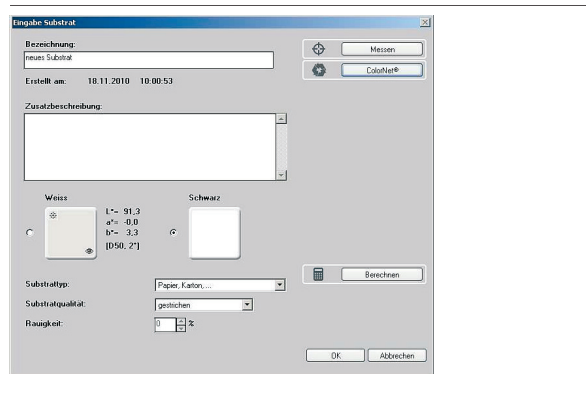 Eingabe Substrat
Bezeichnung:
neues Substrat
Messen
ColorNet®
Erstellt am: 18.11.2010 10:00:53
Zusatzbeschreibung:
Weiss
Schwarz
L*= 91,3
a*= -0,0
b*= 3,3
[D50, 2°]
Berechnen
Substrattyp: Papier, Karton, ...
Substratqualität: gestrichen
Rauigkeit: 0 %
OK
Abbrechen